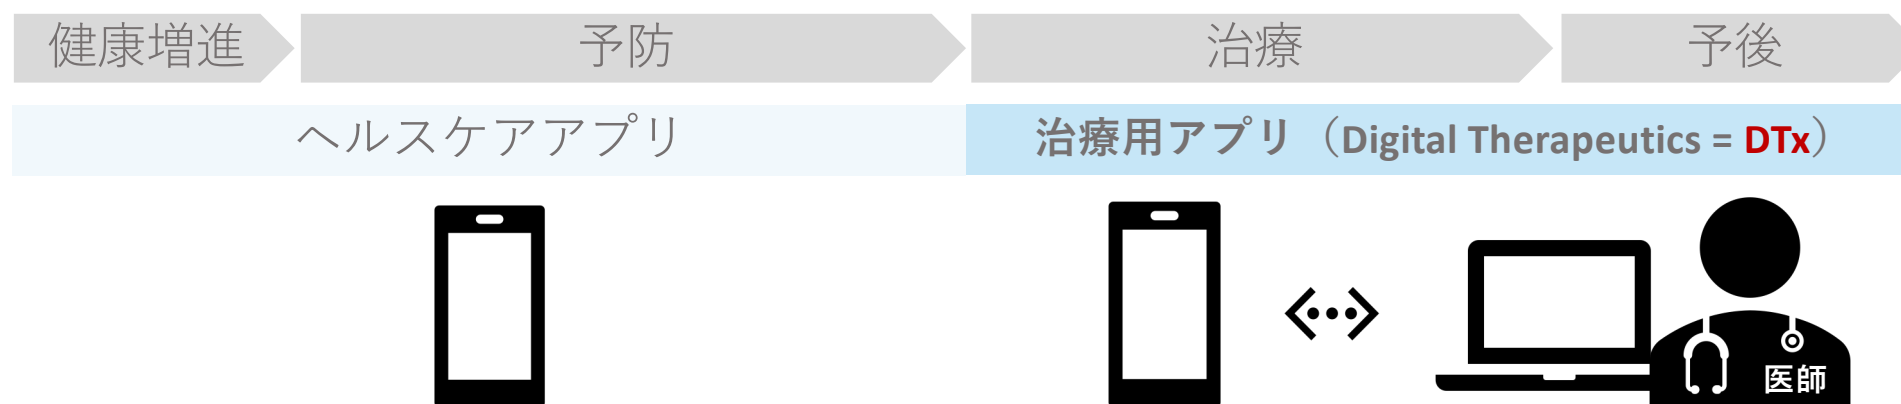 健康増進
予防
治療
予後
ヘルスケアアプリ
治療用アプリ（Digital Therapeutics = DTx）
医師